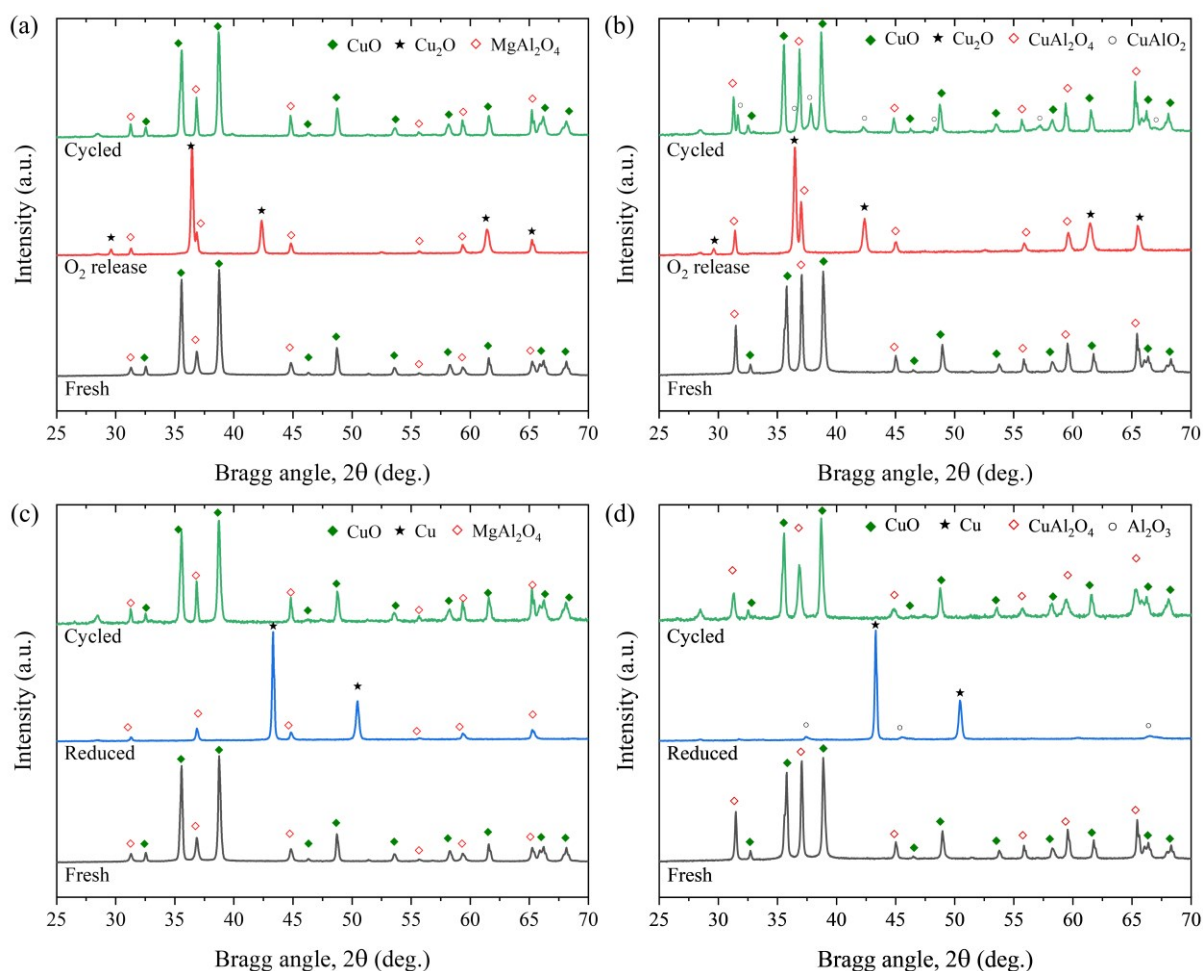 (a)
◆ CuO ★ Cu₂O ◇ MgAl₂O₄
Cycled
O₂ release
Fresh
Intensity (a.u.)
25 30 35 40 45 50 55 60 65 70
Bragg angle, 2θ (deg.)
(b)
◆ CuO ★ Cu₂O ◇ CuAl₂O₄ ○ CuAlO₂
Cycled
O₂ release
Fresh
Intensity (a.u.)
25 30 35 40 45 50 55 60 65 70
Bragg angle, 2θ (deg.)
(c)
◆ CuO ★ Cu ◇ MgAl₂O₄
Cycled
Reduced
Fresh
Intensity (a.u.)
25 30 35 40 45 50 55 60 65 70
Bragg angle, 2θ (deg.)
(d)
◆ CuO ★ Cu ◇ CuAl₂O₄ ○ Al₂O₃
Cycled
Reduced
Fresh
Intensity (a.u.)
25 30 35 40 45 50 55 60 65 70
Bragg angle, 2θ (deg.)